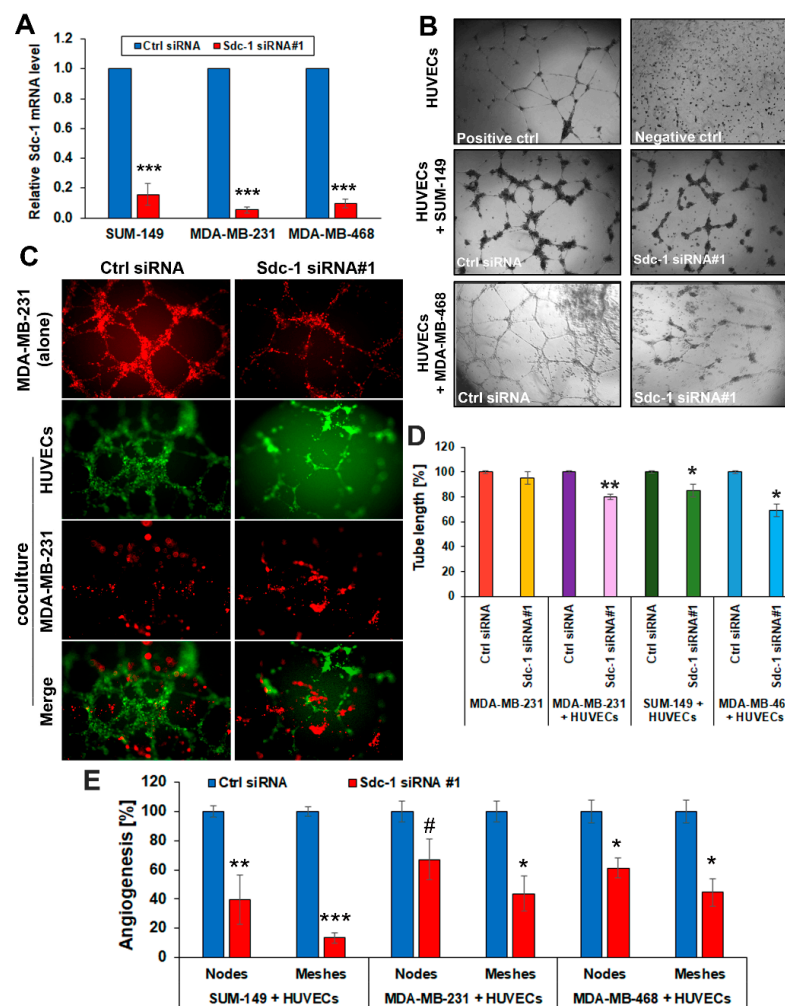 A
Ctrl siRNA
Sdc-1 siRNA#1
Relative Sdc-1 mRNA level
1.2
1.0
0.8
0.6
0.4
0.2
0.0
***
***
***
SUM-149
MDA-MB-231
MDA-MB-468
B
HUVECs
Positive ctrl
Negative ctrl
HUVECs
+ SUM-149
Ctrl siRNA
Sdc-1 siRNA#1
HUVECs
+ MDA-MB-468
Ctrl siRNA
Sdc-1 siRNA#1
C
Ctrl siRNA
Sdc-1 siRNA#1
MDA-MB-231
(alone)
coculture
HUVECs
MDA-MB-231
Merge
D
Tube length [%]
120
100
80
60
40
20
0
**
*
*
Ctrl siRNA
Sdc-1 siRNA#1
Ctrl siRNA
Sdc-1 siRNA#1
Ctrl siRNA
Sdc-1 siRNA#1
Ctrl siRNA
Sdc-1 siRNA#1
MDA-MB-231
MDA-MB-231
+ HUVECs
SUM-149 +
HUVECs
MDA-MB-46
+ HUVECs
E
Ctrl siRNA
Sdc-1 siRNA #1
Angiogenesis [%]
120
100
80
60
40
20
0
**
***
#
*
*
*
Nodes
Meshes
Nodes
Meshes
Nodes
Meshes
SUM-149 + HUVECs
MDA-MB-231 + HUVECs
MDA-MB-468 + HUVECs